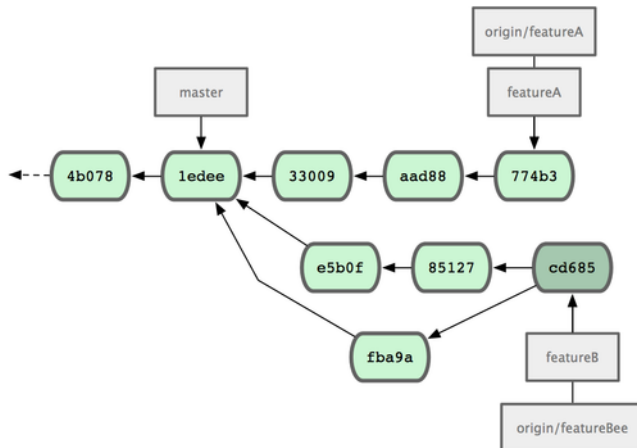 origin/featureA
master
featureA
4b078
1edee
33009
aad88
774b3
e5b0f
85127
cd685
fba9a
featureB
origin/featureBee